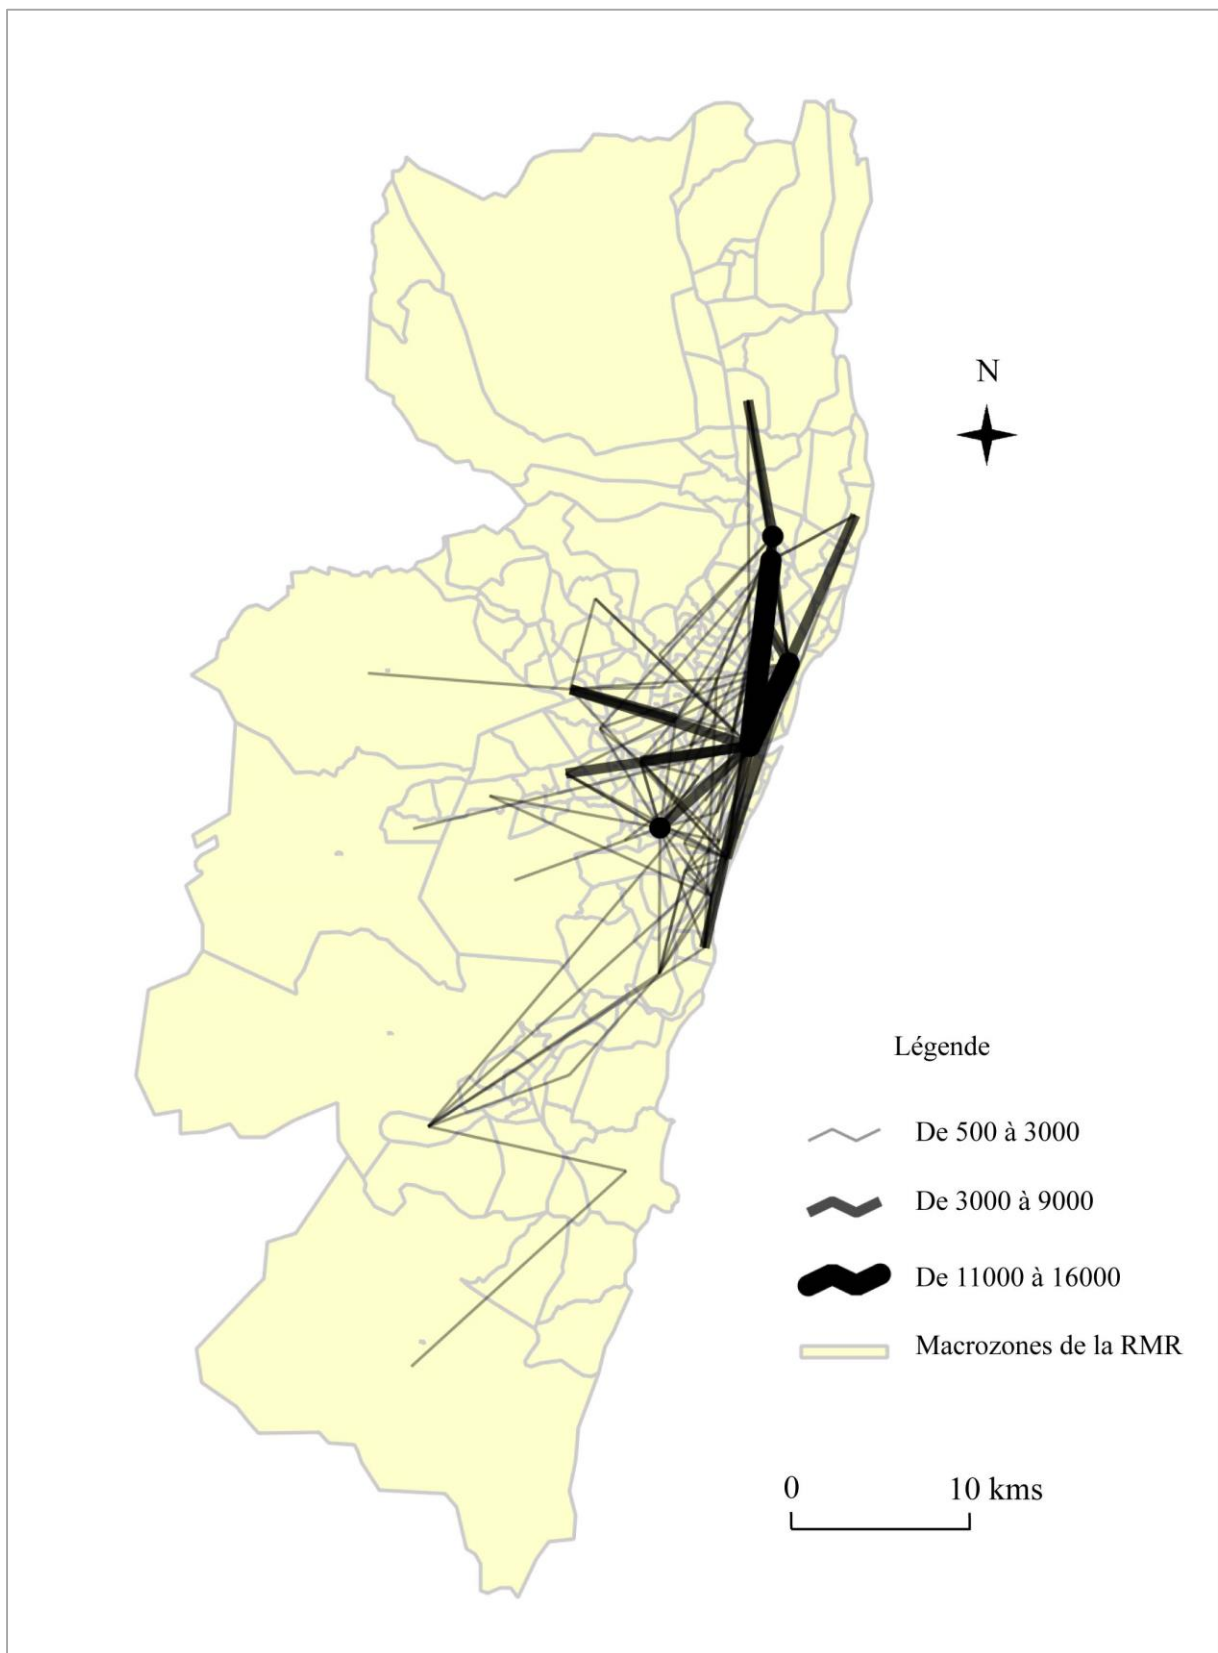 N
Légende
De 500 à 3000
De 3000 à 9000
De 11000 à 16000
Macrozones de la RMR
0 10 kms